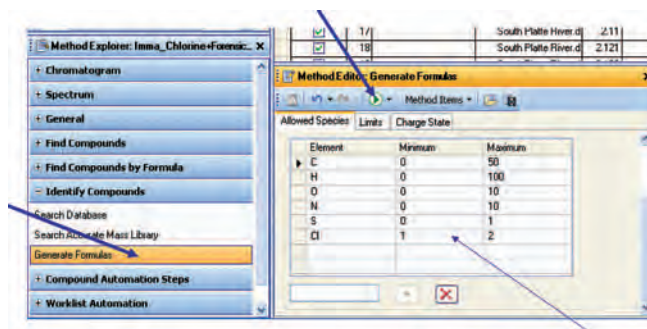 Method Explorer: Imma_Chlorine+Forensic_
+ Chromatogram
+ Spectrum
+ General
+ Find Compounds
+ Find Compounds by Formula
− Identify Compounds
Search Database
Search Accurate Mass Library
Generate Formulas
+ Compound Automation Steps
+ Worklist Automation
17 South Platte River.d 2.11
18 South Platte River.d 2.121
Method Editor: Generate Formulas
Method Items
Allowed Species Limits Charge State
Element Minimum Maximum
C 0 50
H 0 100
O 0 10
N 0 10
S 0 1
Cl 1 2